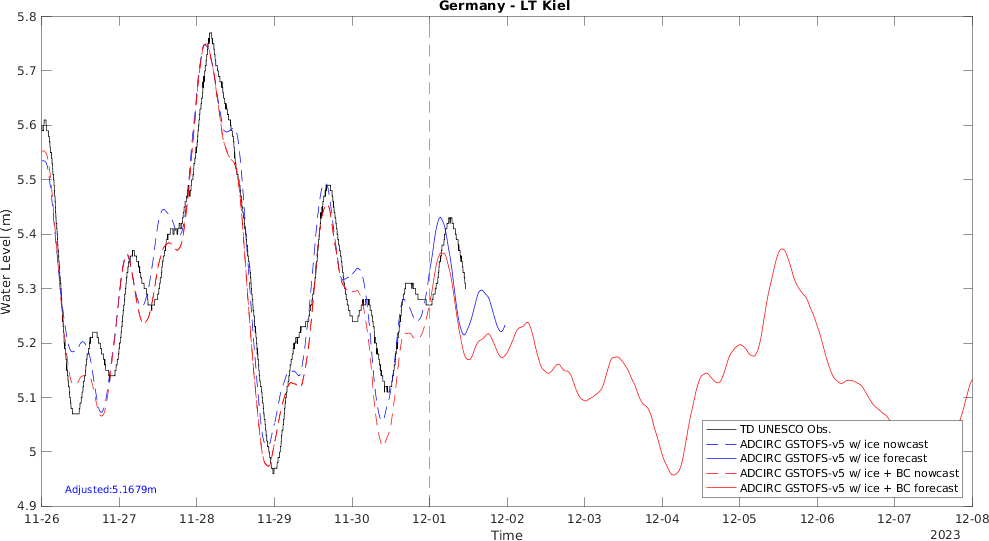 Germany - LT Kiel
5.8
5.7
5.6
5.5
5.4
5.3
5.2
5.1
5
4.9
Water Level (m)
Adjusted:5.1679m
TD UNESCO Obs.
ADCIRC GSTOFS-v5 w/ ice nowcast
ADCIRC GSTOFS-v5 w/ ice forecast
ADCIRC GSTOFS-v5 w/ ice + BC nowcast
ADCIRC GSTOFS-v5 w/ ice + BC forecast
11-26 11-27 11-28 11-29 11-30 12-01 12-02 12-03 12-04 12-05 12-06 12-07 12-08
Time
2023